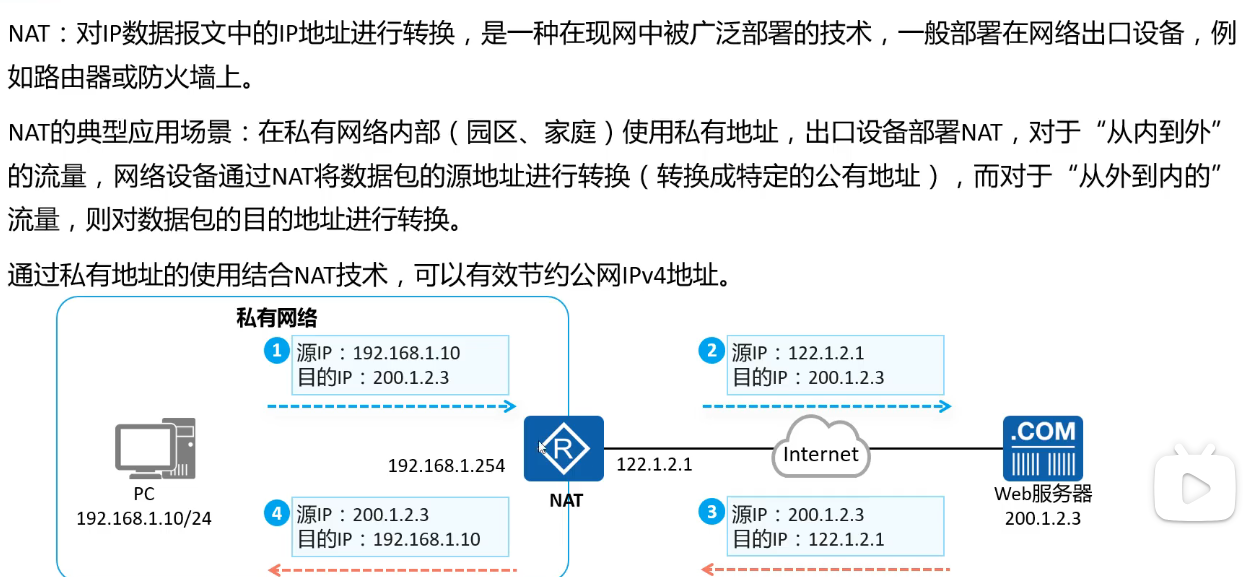 NAT：对IP数据报文中的IP地址进行转换，是一种在现网中被广泛部署的技术，一般部署在网络出口设备，例
如路由器或防火墙上。
NAT的典型应用场景：在私有网络内部（园区、家庭）使用私有地址，出口设备部署NAT，对于“从内到外”
的流量，网络设备通过NAT将数据包的源地址进行转换（转换成特定的公有地址），而对于“从外到内的”
流量，则对数据包的目的地址进行转换。
通过私有地址的使用结合NAT技术，可以有效节约公网IPv4地址。
私有网络
1
源IP：192.168.1.10
目的IP：200.1.2.3
2
源IP：122.1.2.1
目的IP：200.1.2.3
PC
192.168.1.10/24
192.168.1.254
R
NAT
122.1.2.1
Internet
.COM
Web服务器
200.1.2.3
4
源IP：200.1.2.3
目的IP：192.168.1.10
3
源IP：200.1.2.3
目的IP：122.1.2.1